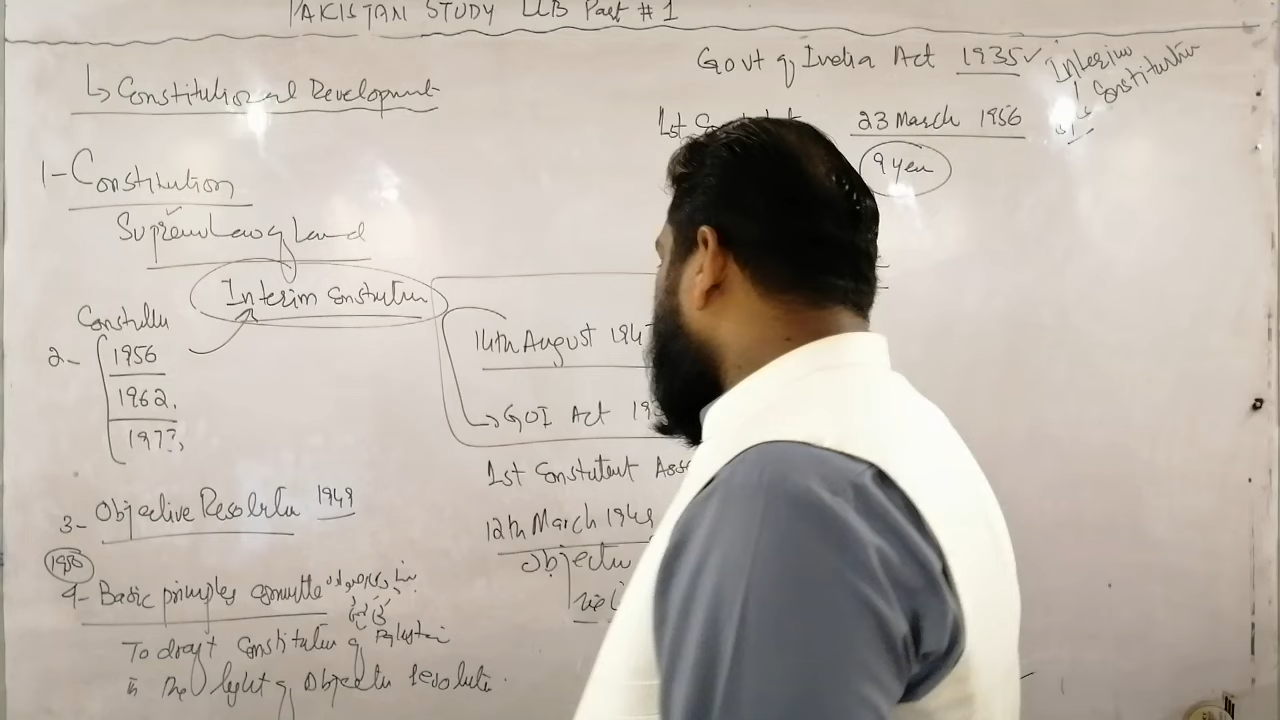 PAKISTAN STUDY LLB Part # 1
↳ Constitutional Development
Govt of India Act 1935 ✓
Interim
Constitution
1st
23 March 1956
9 year
1- Constitution
Supreme Law of Land
Interim Constitution
2-
1956
1962.
1973,
14th August 194
→ GOI Act 193
1st Constituent Ass
3- Objective Resolution 1949
12th March 1949
Objective
1950
4- Basic principles committee
To draft Constitution of Pakistan
in the light of Objective resolution.